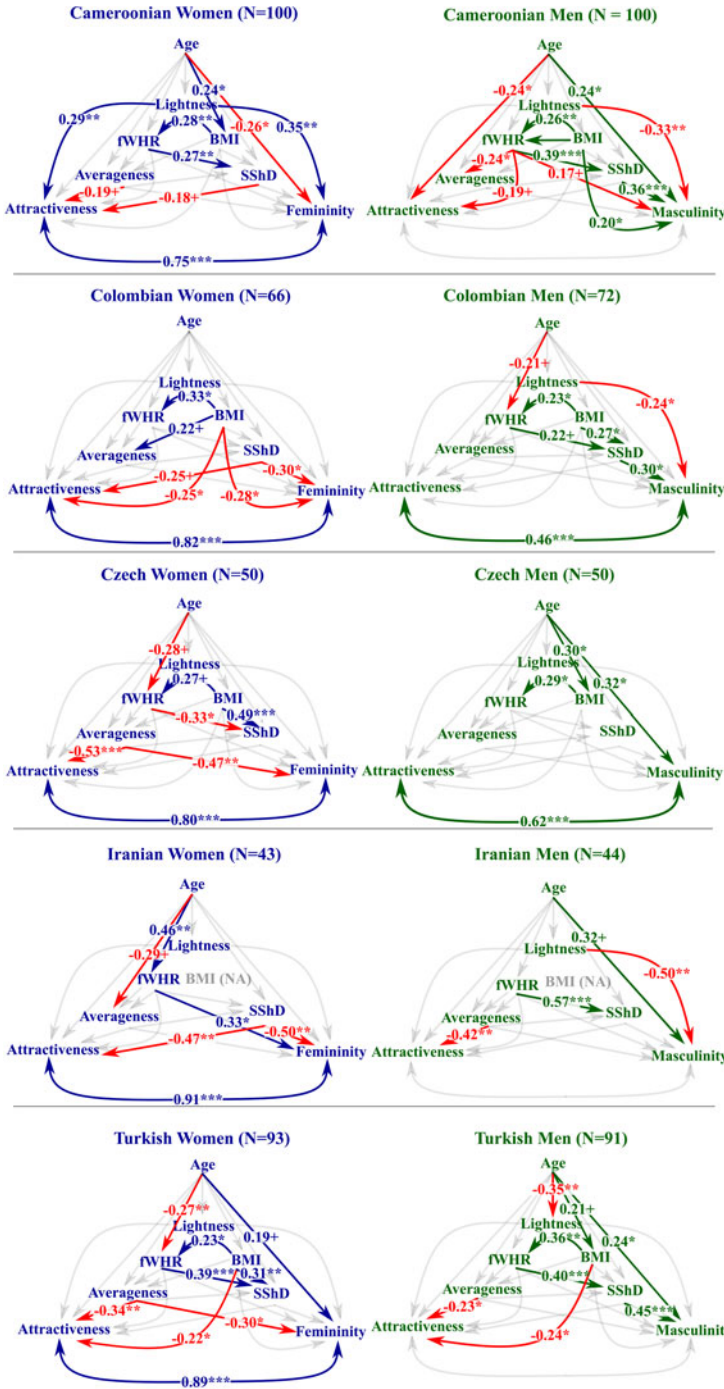 Cameroonian Women (N=100)
Age
0.24*
Lightness
0.29**
0.28**
-0.26*
0.35**
fWHR
BMI
0.27**
Averageness
SShD
-0.19+
-0.18+
Attractiveness
Femininity
0.75***
Cameroonian Men (N = 100)
Age
-0.24*
0.24*
Lightness
0.26**
-0.33**
fWHR
BMI
-0.24*
0.39***
0.17+
SShD
Averageness
-0.19+
0.36***
Attractiveness
Masculinity
0.20*
Colombian Women (N=66)
Age
Lightness
0.33*
fWHR
BMI
0.22+
Averageness
SShD
-0.25+
-0.30*
Attractiveness
-0.25*
-0.28*
Femininity
0.82***
Colombian Men (N=72)
Age
-0.21+
Lightness
0.23*
-0.24*
fWHR
BMI
0.22+
0.27*
Averageness
SShD
0.30*
Attractiveness
Masculinity
0.46***
Czech Women (N=50)
Age
-0.28+
Lightness
0.27+
fWHR
BMI
-0.33*
0.49***
Averageness
SShD
-0.53***
-0.47**
Attractiveness
Femininity
0.80***
Czech Men (N=50)
Age
0.30*
Lightness
0.29*
0.32*
fWHR
BMI
Averageness
SShD
Attractiveness
Masculinity
0.62***
Iranian Women (N=43)
Age
0.46**
-0.29+
Lightness
fWHR
BMI (NA)
Averageness
SShD
0.33*
-0.50**
-0.47**
Attractiveness
Femininity
0.91***
Iranian Men (N=44)
Age
0.32+
Lightness
-0.50**
fWHR
BMI (NA)
0.57***
Averageness
SShD
-0.42**
Attractiveness
Masculinity
Turkish Women (N=93)
Age
-0.27**
Lightness
0.19+
0.23*
fWHR
BMI
0.39***
0.31**
Averageness
SShD
-0.34**
-0.30*
Attractiveness
-0.22*
Femininity
0.89***
Turkish Men (N=91)
Age
-0.35**
0.21+
Lightness
0.36**
0.24*
fWHR
BMI
0.40***
Averageness
SShD
-0.23*
0.45***
Attractiveness
-0.24*
Masculinity